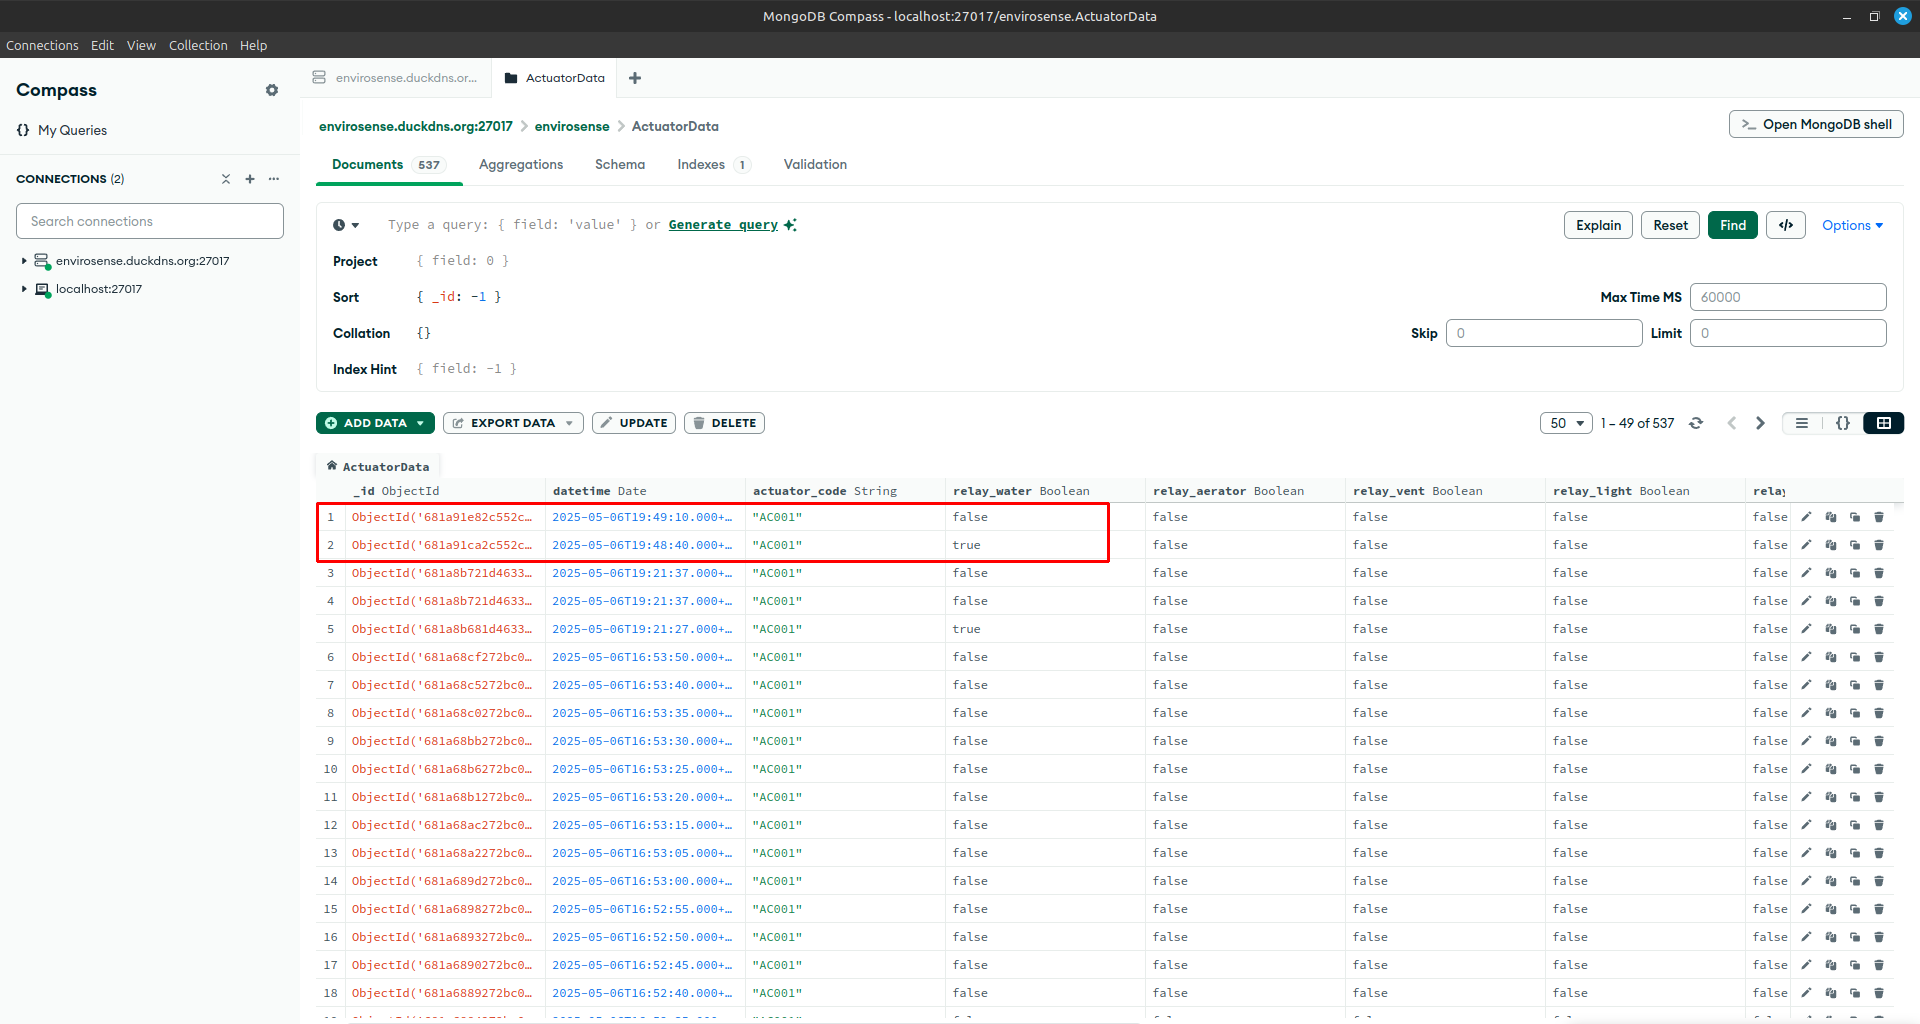 MongoDB Compass - localhost:27017/envirosense.ActuatorData
Connections Edit View Collection Help
Compass
{} My Queries
CONNECTIONS (2)
Search connections
envirosense.duckdns.org:27017
localhost:27017
envirosense.duckdns.or...
ActuatorData
envirosense.duckdns.org:27017 > envirosense > ActuatorData
>_ Open MongoDB shell
Documents 537 Aggregations Schema Indexes 1 Validation
Type a query: { field: 'value' } or Generate query
Explain Reset Find </> Options
Project { field: 0 }
Sort { _id: -1 }
Max Time MS 60000
Collation {}
Skip 0 Limit 0
Index Hint { field: -1 }
ADD DATA EXPORT DATA UPDATE DELETE
50 1 – 49 of 537 {}
ActuatorData
_id ObjectId datetime Date actuator_code String relay_water Boolean relay_aerator Boolean relay_vent Boolean relay_light Boolean relay
1 ObjectId('681a91e82c552c… 2025-05-06T19:49:10.000+… "AC001" false false false false false
2 ObjectId('681a91ca2c552c… 2025-05-06T19:48:40.000+… "AC001" true false false false false
3 ObjectId('681a8b721d4633… 2025-05-06T19:21:37.000+… "AC001" false false false false false
4 ObjectId('681a8b721d4633… 2025-05-06T19:21:37.000+… "AC001" false false false false false
5 ObjectId('681a8b681d4633… 2025-05-06T19:21:27.000+… "AC001" true false false false false
6 ObjectId('681a68cf272bc0… 2025-05-06T16:53:50.000+… "AC001" false false false false false
7 ObjectId('681a68c5272bc0… 2025-05-06T16:53:40.000+… "AC001" false false false false false
8 ObjectId('681a68c0272bc0… 2025-05-06T16:53:35.000+… "AC001" false false false false false
9 ObjectId('681a68bb272bc0… 2025-05-06T16:53:30.000+… "AC001" false false false false false
10 ObjectId('681a68b6272bc0… 2025-05-06T16:53:25.000+… "AC001" false false false false false
11 ObjectId('681a68b1272bc0… 2025-05-06T16:53:20.000+… "AC001" false false false false false
12 ObjectId('681a68ac272bc0… 2025-05-06T16:53:15.000+… "AC001" false false false false false
13 ObjectId('681a68a2272bc0… 2025-05-06T16:53:05.000+… "AC001" false false false false false
14 ObjectId('681a689d272bc0… 2025-05-06T16:53:00.000+… "AC001" false false false false false
15 ObjectId('681a6898272bc0… 2025-05-06T16:52:55.000+… "AC001" false false false false false
16 ObjectId('681a6893272bc0… 2025-05-06T16:52:50.000+… "AC001" false false false false false
17 ObjectId('681a6890272bc0… 2025-05-06T16:52:45.000+… "AC001" false false false false false
18 ObjectId('681a6889272bc0… 2025-05-06T16:52:40.000+… "AC001" false false false false false